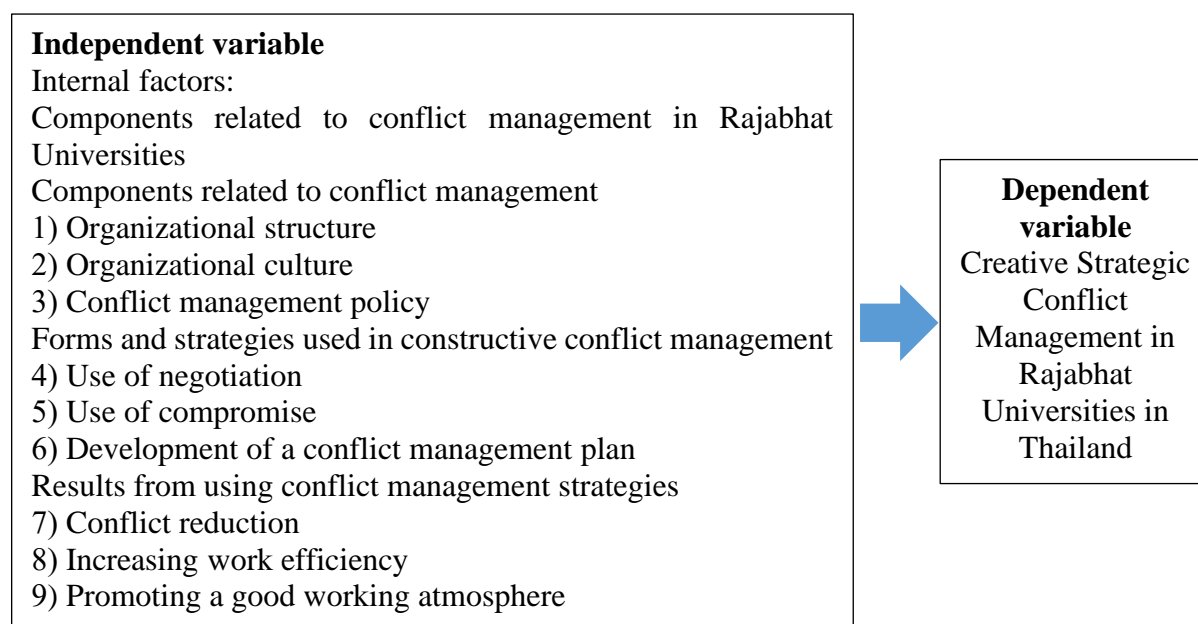 Independent variable
Internal factors:
Components related to conflict management in Rajabhat
Universities
Components related to conflict management
1) Organizational structure
2) Organizational culture
3) Conflict management policy
Forms and strategies used in constructive conflict management
4) Use of negotiation
5) Use of compromise
6) Development of a conflict management plan
Results from using conflict management strategies
7) Conflict reduction
8) Increasing work efficiency
9) Promoting a good working atmosphere
Dependent
variable
Creative Strategic
Conflict
Management in
Rajabhat
Universities in
Thailand